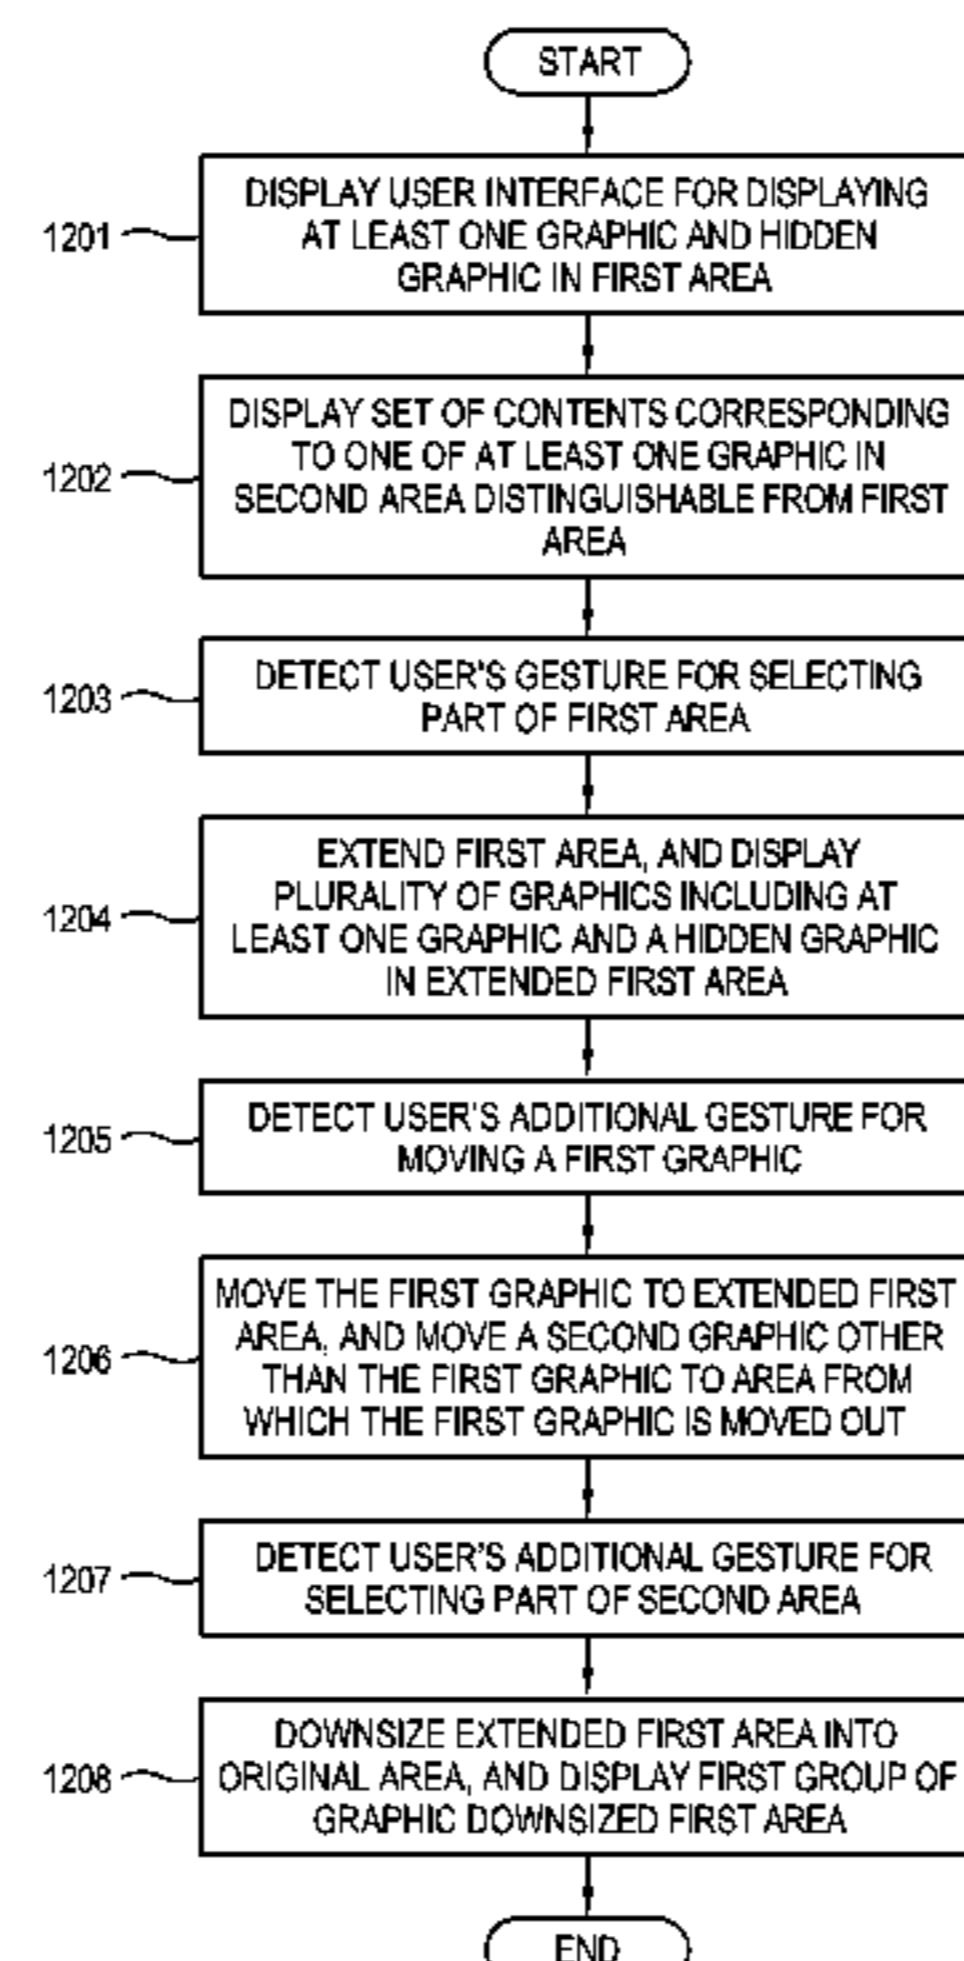 START
DISPLAY USER INTERFACE FOR DISPLAYING
AT LEAST ONE GRAPHIC AND HIDDEN
GRAPHIC IN FIRST AREA
1201
DISPLAY SET OF CONTENTS CORRESPONDING
TO ONE OF AT LEAST ONE GRAPHIC IN
SECOND AREA DISTINGUISHABLE FROM FIRST
AREA
1202
DETECT USER'S GESTURE FOR SELECTING
PART OF FIRST AREA
1203
EXTEND FIRST AREA, AND DISPLAY
PLURALITY OF GRAPHICS INCLUDING AT
LEAST ONE GRAPHIC AND A HIDDEN GRAPHIC
IN EXTENDED FIRST AREA
1204
DETECT USER'S ADDITIONAL GESTURE FOR
MOVING A FIRST GRAPHIC
1205
MOVE THE FIRST GRAPHIC TO EXTENDED FIRST
AREA, AND MOVE A SECOND GRAPHIC OTHER
THAN THE FIRST GRAPHIC TO AREA FROM
WHICH THE FIRST GRAPHIC IS MOVED OUT
1206
DETECT USER'S ADDITIONAL GESTURE FOR
SELECTING PART OF SECOND AREA
1207
DOWNSIZE EXTENDED FIRST AREA INTO
ORIGINAL AREA, AND DISPLAY FIRST GROUP OF
GRAPHIC DOWNSIZED FIRST AREA
1208
END